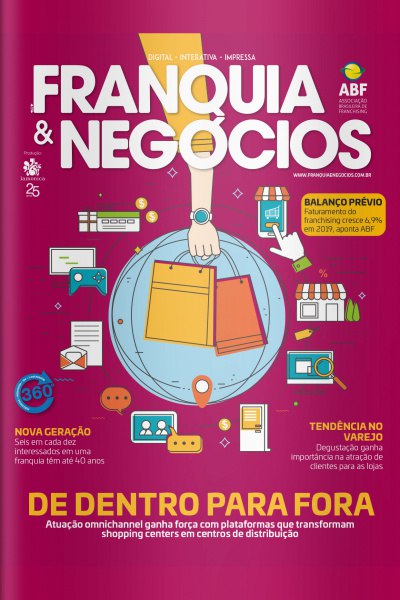 DIGITAL • INTERATIVA • IMPRESSA
FRANQUIA
& NEGÓCIOS
ABF
ASSOCIAÇÃO
BRASILEIRA DE
FRANCHISING
WWW.FRANQUIAENEGOCIOS.COM.BR
Produção:
Lamonica
25
BALANÇO PRÉVIO
Faturamento do
franchising cresce 6,9%
em 2019, aponta ABF
360°
NOVA GERAÇÃO
Seis em cada dez
interessados em uma
franquia têm até 40 anos
TENDÊNCIA NO
VAREJO
Degustação ganha
importância na atração de
clientes para as lojas
DE DENTRO PARA FORA
Atuação omnichannel ganha força com plataformas que transformam
shopping centers em centros de distribuição